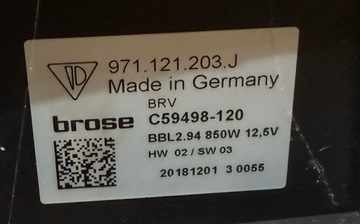 971.121.203.J
Made in Germany
BRV
brose C59498-120
BBL2.94 850W 12,5V
HW 02 / SW 03
20181201 3 0055